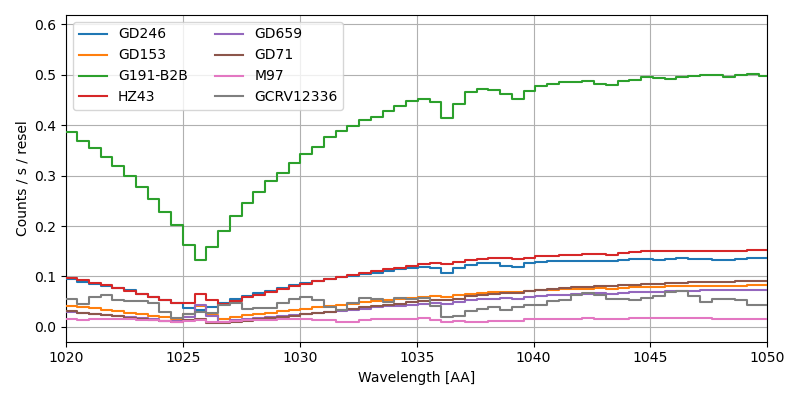 0.6
0.5
0.4
0.3
0.2
0.1
0.0
Counts / s / resel
GD246
GD153
G191-B2B
HZ43
GD659
GD71
M97
GCRV12336
1020
1025
1030
1035
1040
1045
1050
Wavelength [AA]